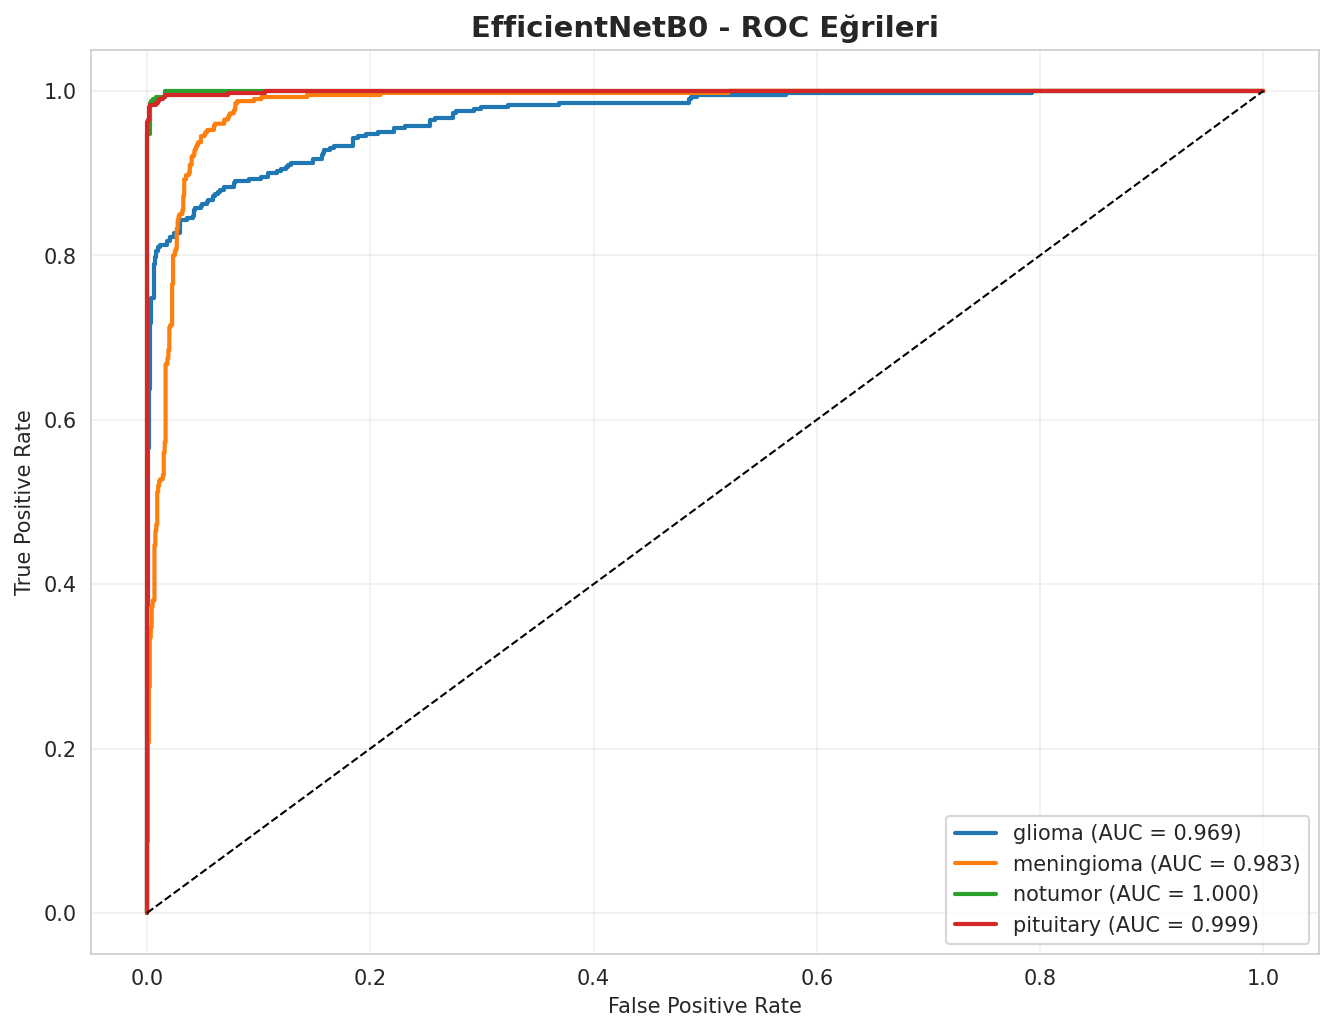 EfficientNetB0 - ROC Eğrileri
True Positive Rate
1.0
0.8
0.6
0.4
0.2
0.0
0.0 0.2 0.4 0.6 0.8 1.0
False Positive Rate
glioma (AUC = 0.969)
meningioma (AUC = 0.983)
notumor (AUC = 1.000)
pituitary (AUC = 0.999)